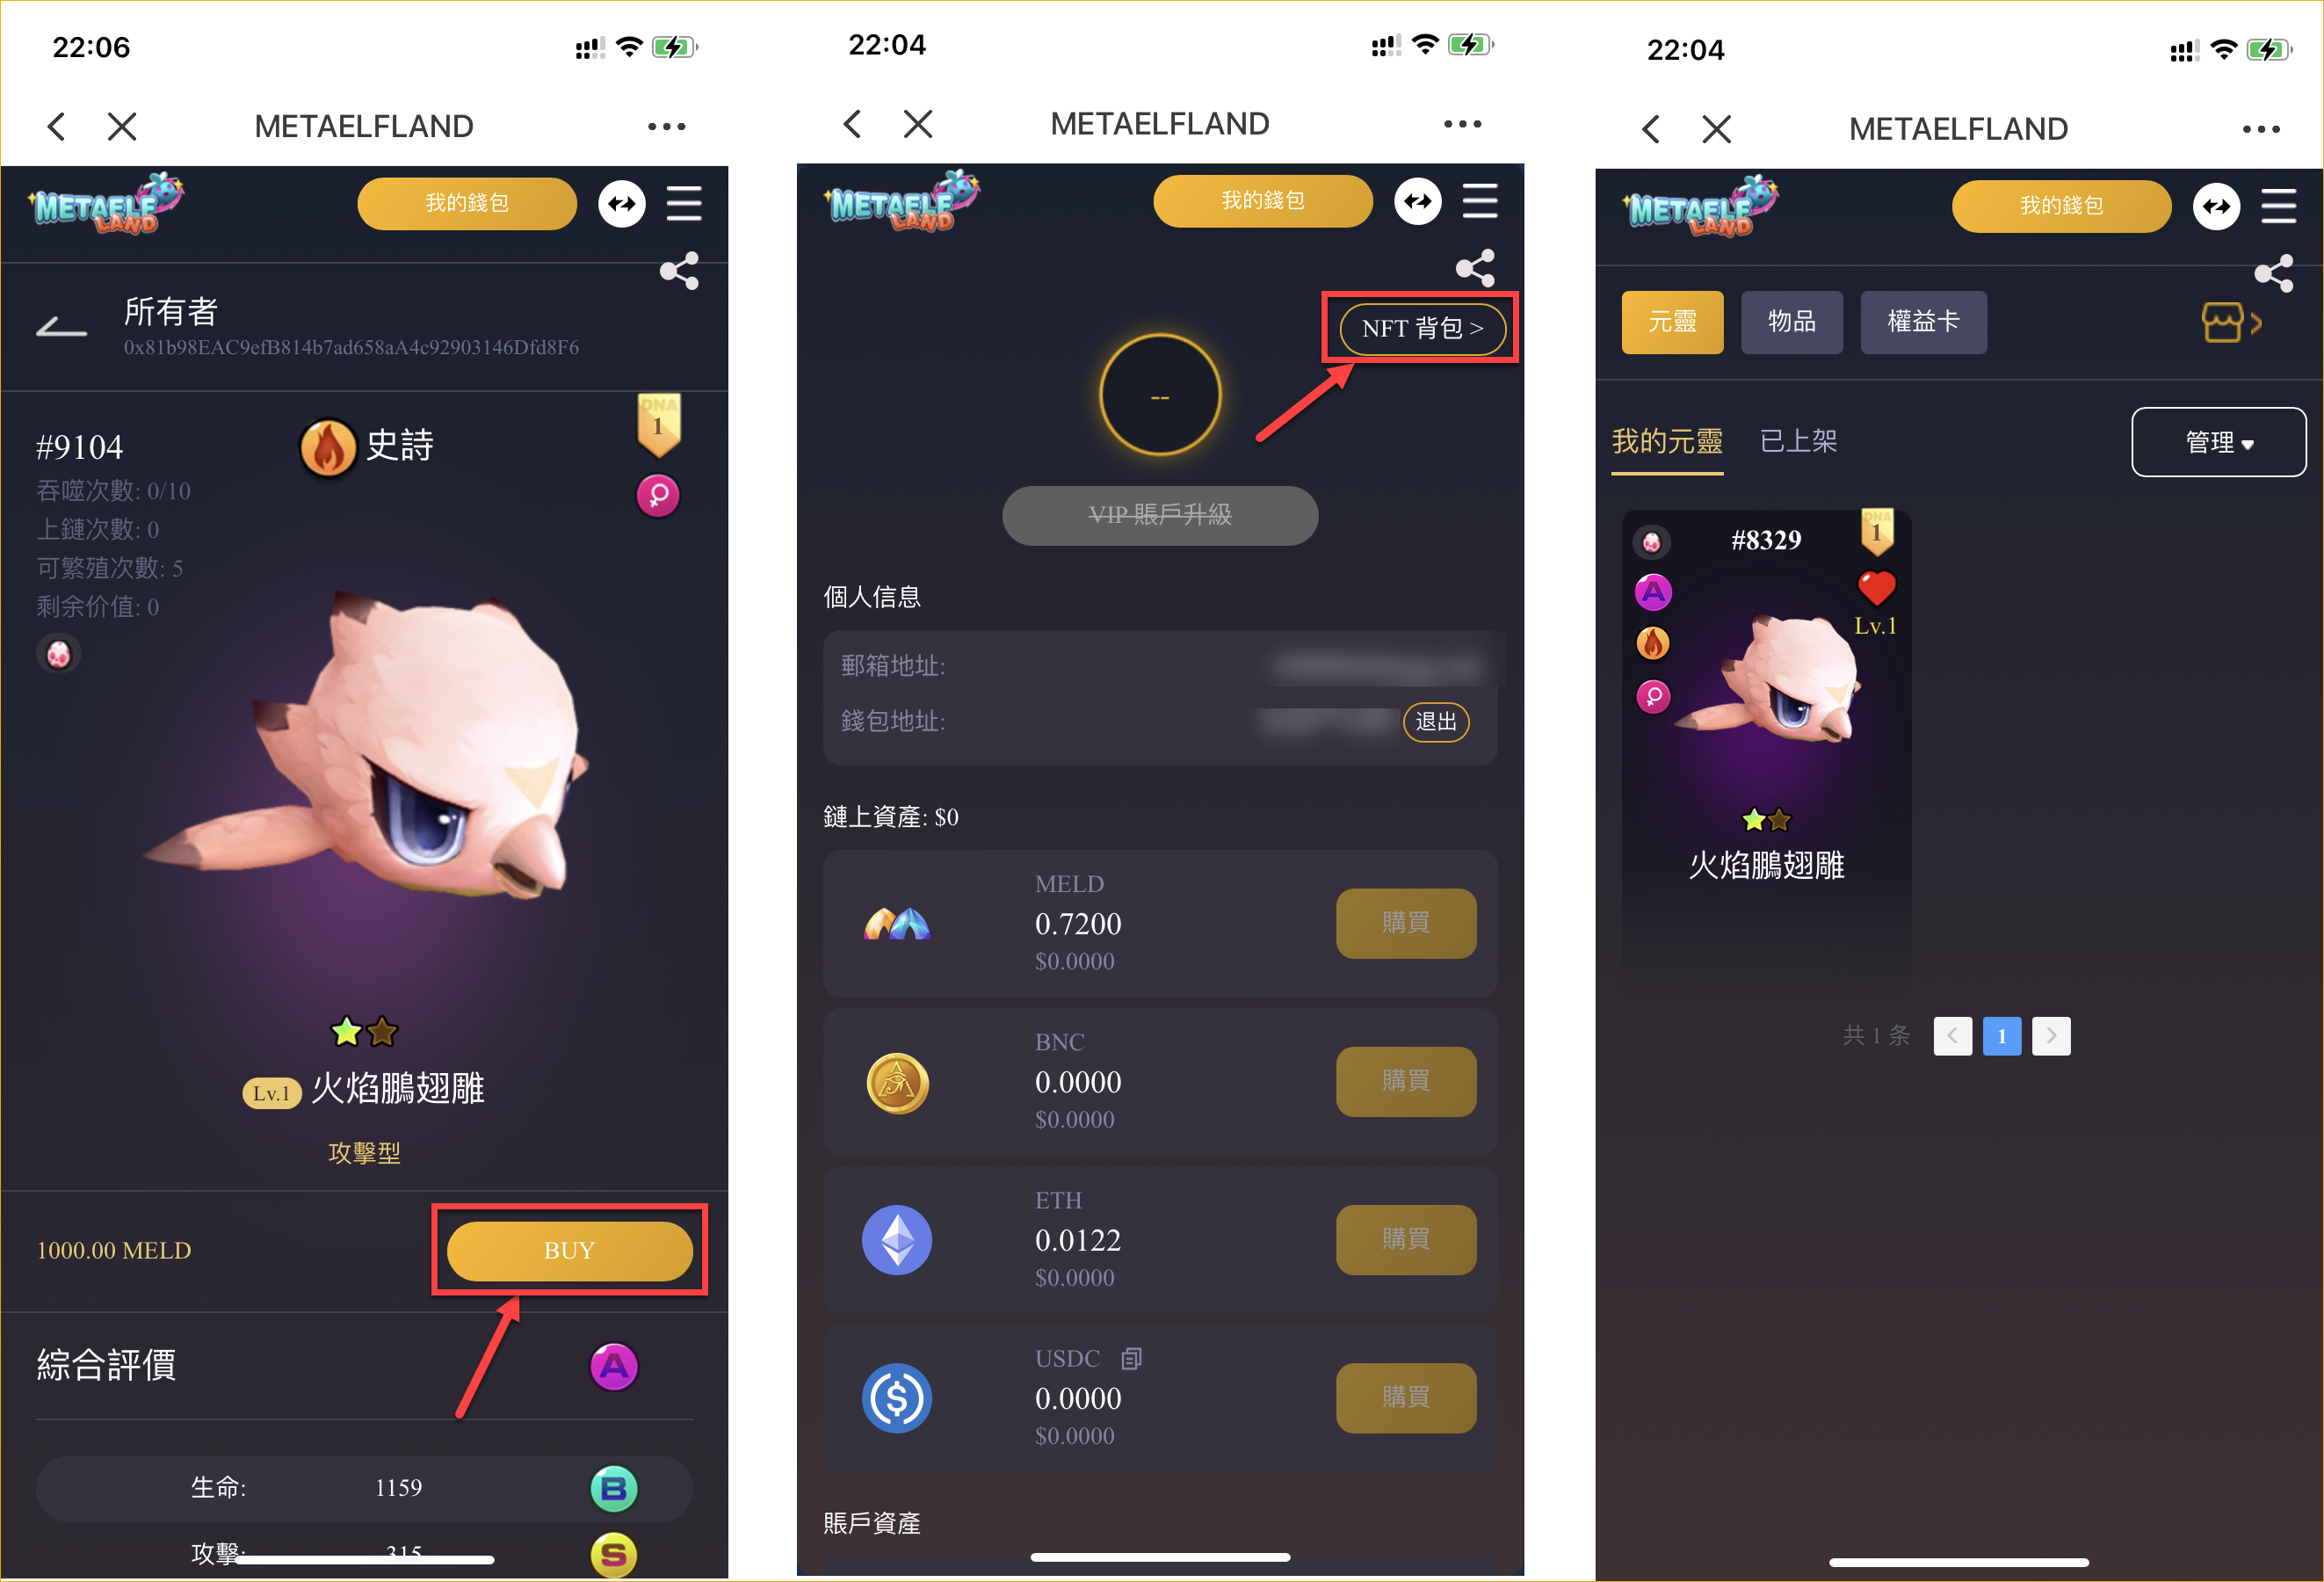 22:06
METAELFLAND
METAELF
LAND
我的錢包
所有者
0x81b98EAC9efB814b7ad658aA4c92903146Dfd8F6
#9104
史詩
DNA
1
吞噬次數: 0/10
上鏈次數: 0
可繁殖次數: 5
剩余价值: 0
Lv.1 火焰鵬翅雕
攻擊型
1000.00 MELD
BUY
綜合評價
A
生命:
1159
B
攻擊:
315
S
22:04
METAELFLAND
METAELF
LAND
我的錢包
NFT 背包 >
--
VIP 賬戶升級
個人信息
郵箱地址:
錢包地址:
退出
鏈上資產: $0
MELD
0.7200
$0.0000
購買
BNC
0.0000
$0.0000
購買
ETH
0.0122
$0.0000
購買
USDC
0.0000
$0.0000
購買
賬戶資產
22:04
METAELFLAND
METAELF
LAND
我的錢包
元靈
物品
權益卡
我的元靈
已上架
管理
#8329
DNA
1
A
Lv.1
火焰鵬翅雕
共 1 条
1